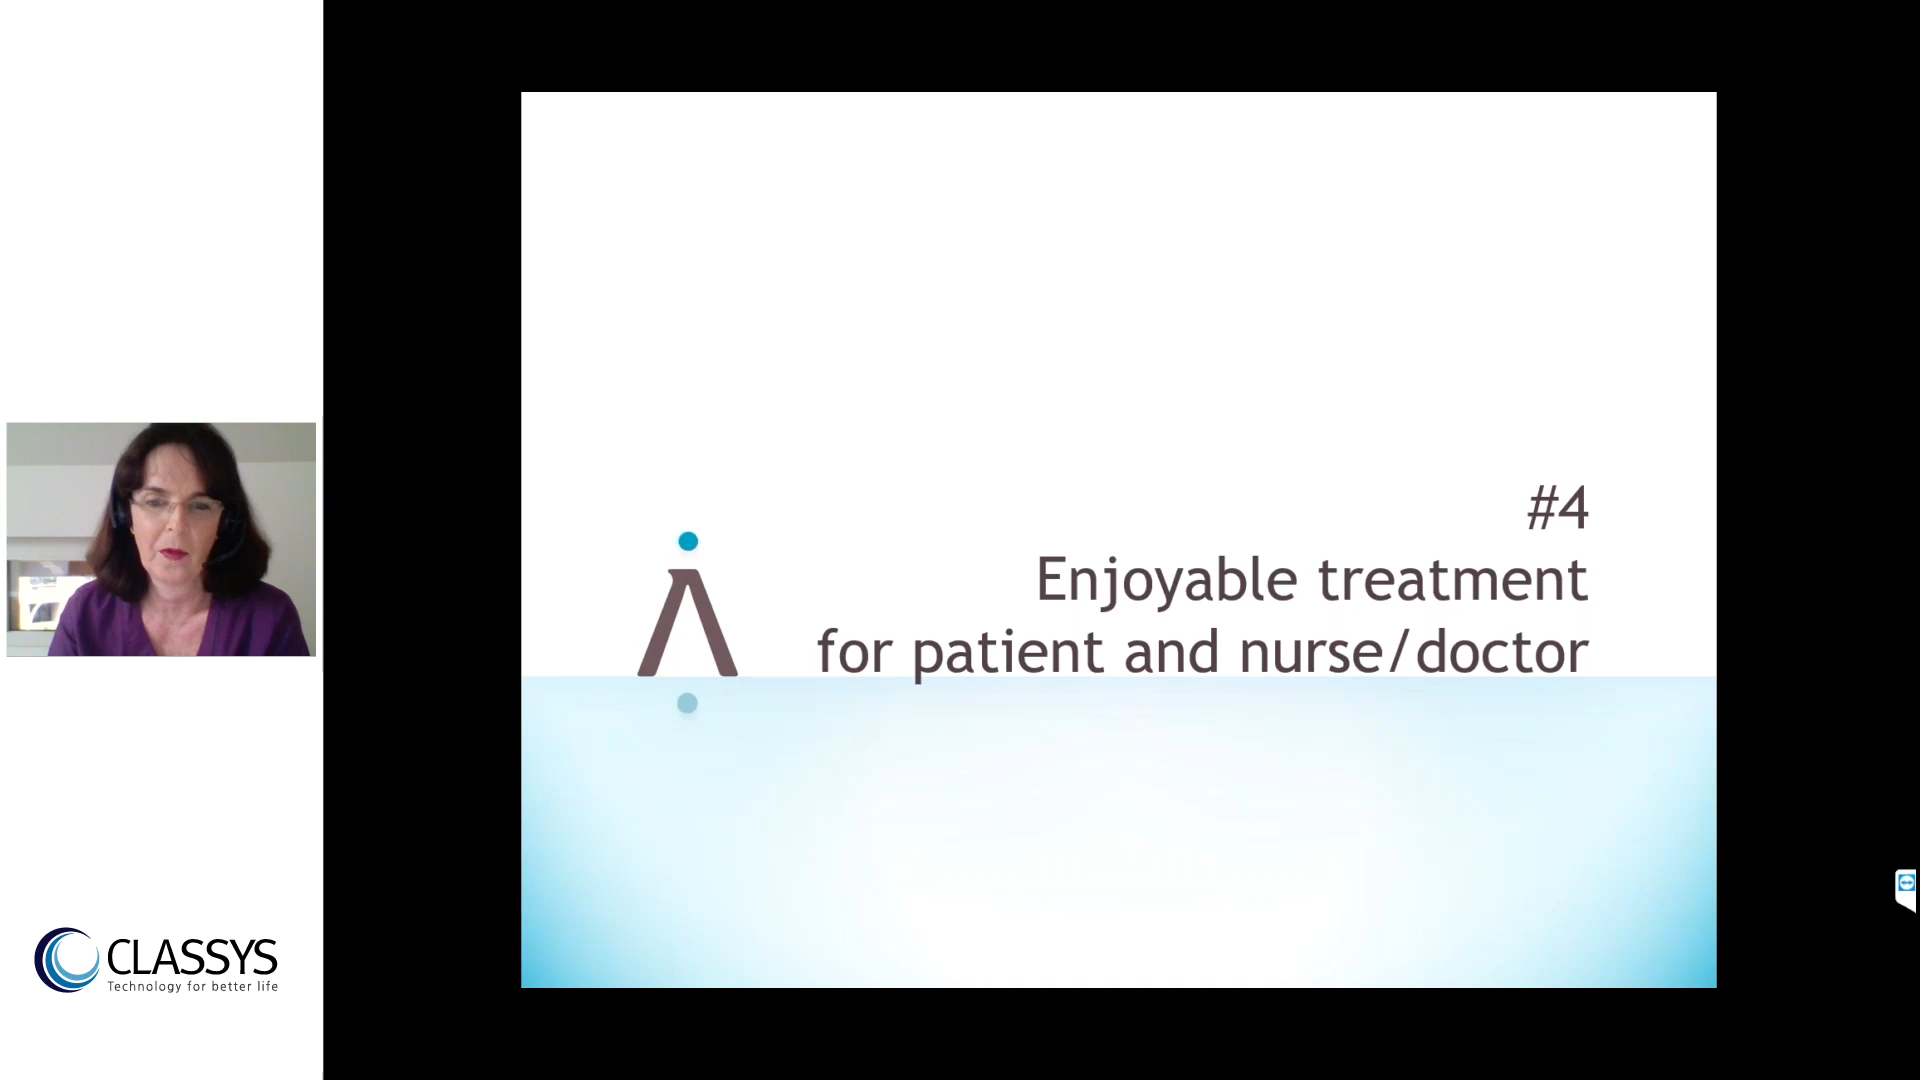 #4
Enjoyable treatment
for patient and nurse/doctor
CLASSYS
Technology for better life